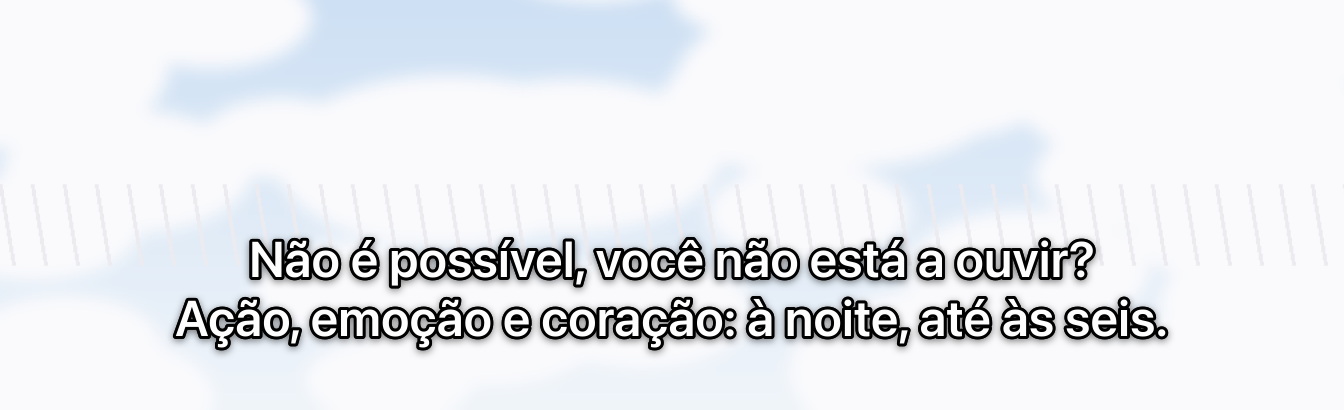 Não é possível, você não está a ouvir?
Ação, emoção e coração: à noite, até às seis.